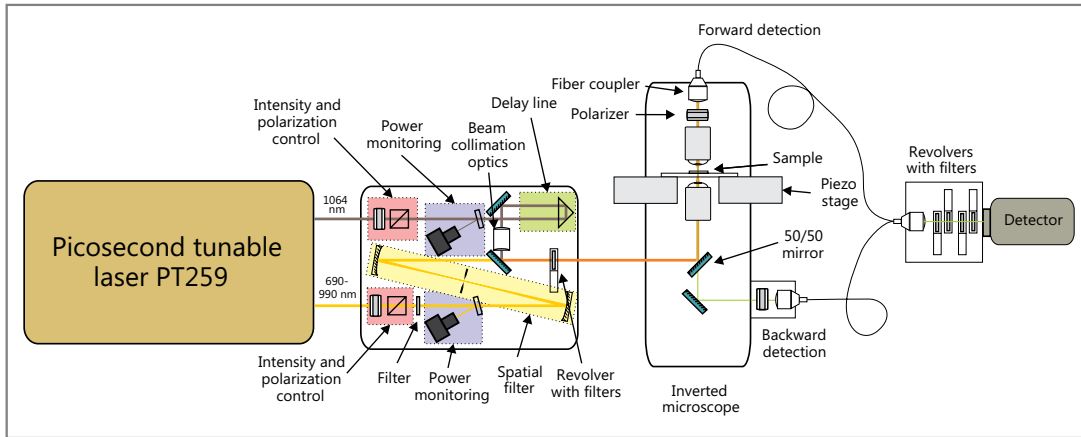 Forward detection
Fiber coupler
Polarizer
Sample
Piezo
stage
50/50
mirror
Revolvers
with filters
Detector
Backward
detection
Inverted
microscope
Intensity and
polarization
control
Power
monitoring
Beam
collimation
optics
Delay line
1064
nm
Picosecond tunable
laser PT259
690-
990 nm
Intensity and
polarization
control
Filter
Power
monitoring
Spatial
filter
Revolver
with filters